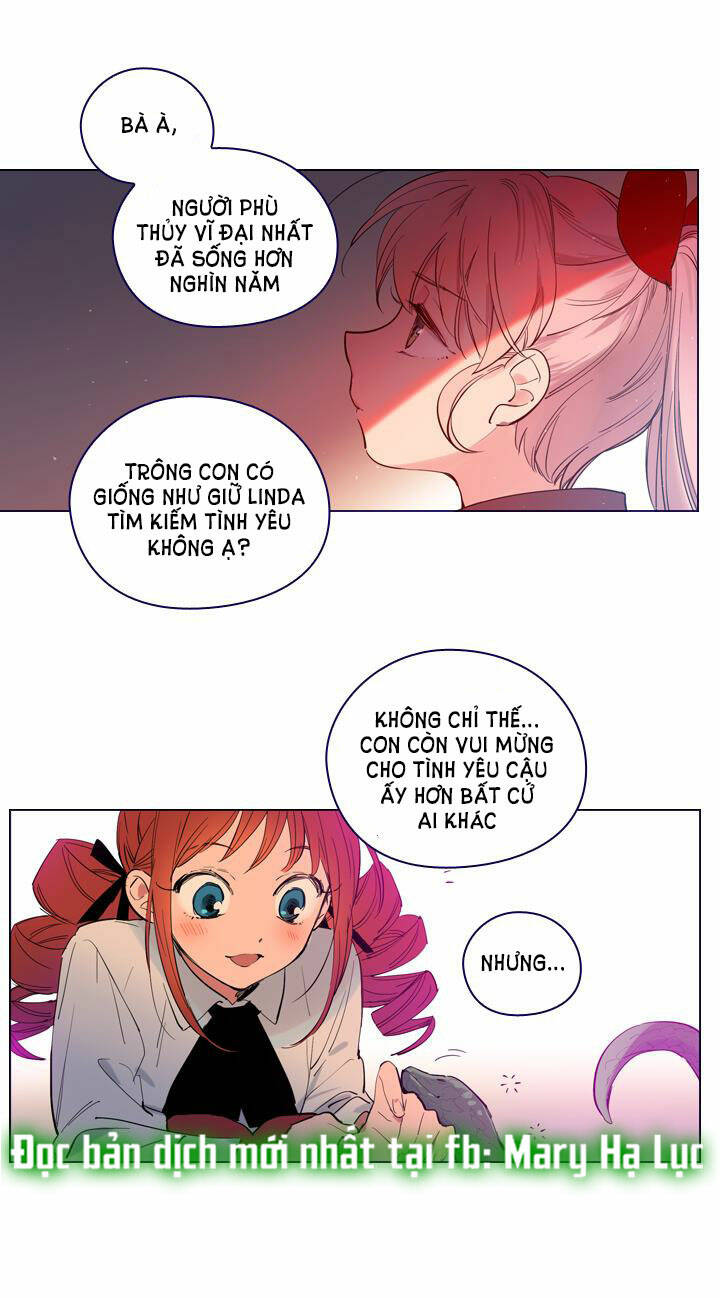 BÀ À,
NGƯỜI PHÙ
THỦY VĨ ĐẠI NHẤT
ĐÃ SỐNG HƠN
NGHÌN NĂM
TRÔNG CON CÓ
GIỐNG NHƯ GIỮ LINDA
TÌM KIẾM TÌNH YÊU
KHÔNG Ạ?
KHÔNG CHỈ THẾ...
CON CÒN VUI MỪNG
CHO TÌNH YÊU CẬU
ẤY HƠN BẤT CỨ
AI KHÁC
NHƯNG...
Đọc bản dịch mới nhất tại fb: Mary Hạ Lục